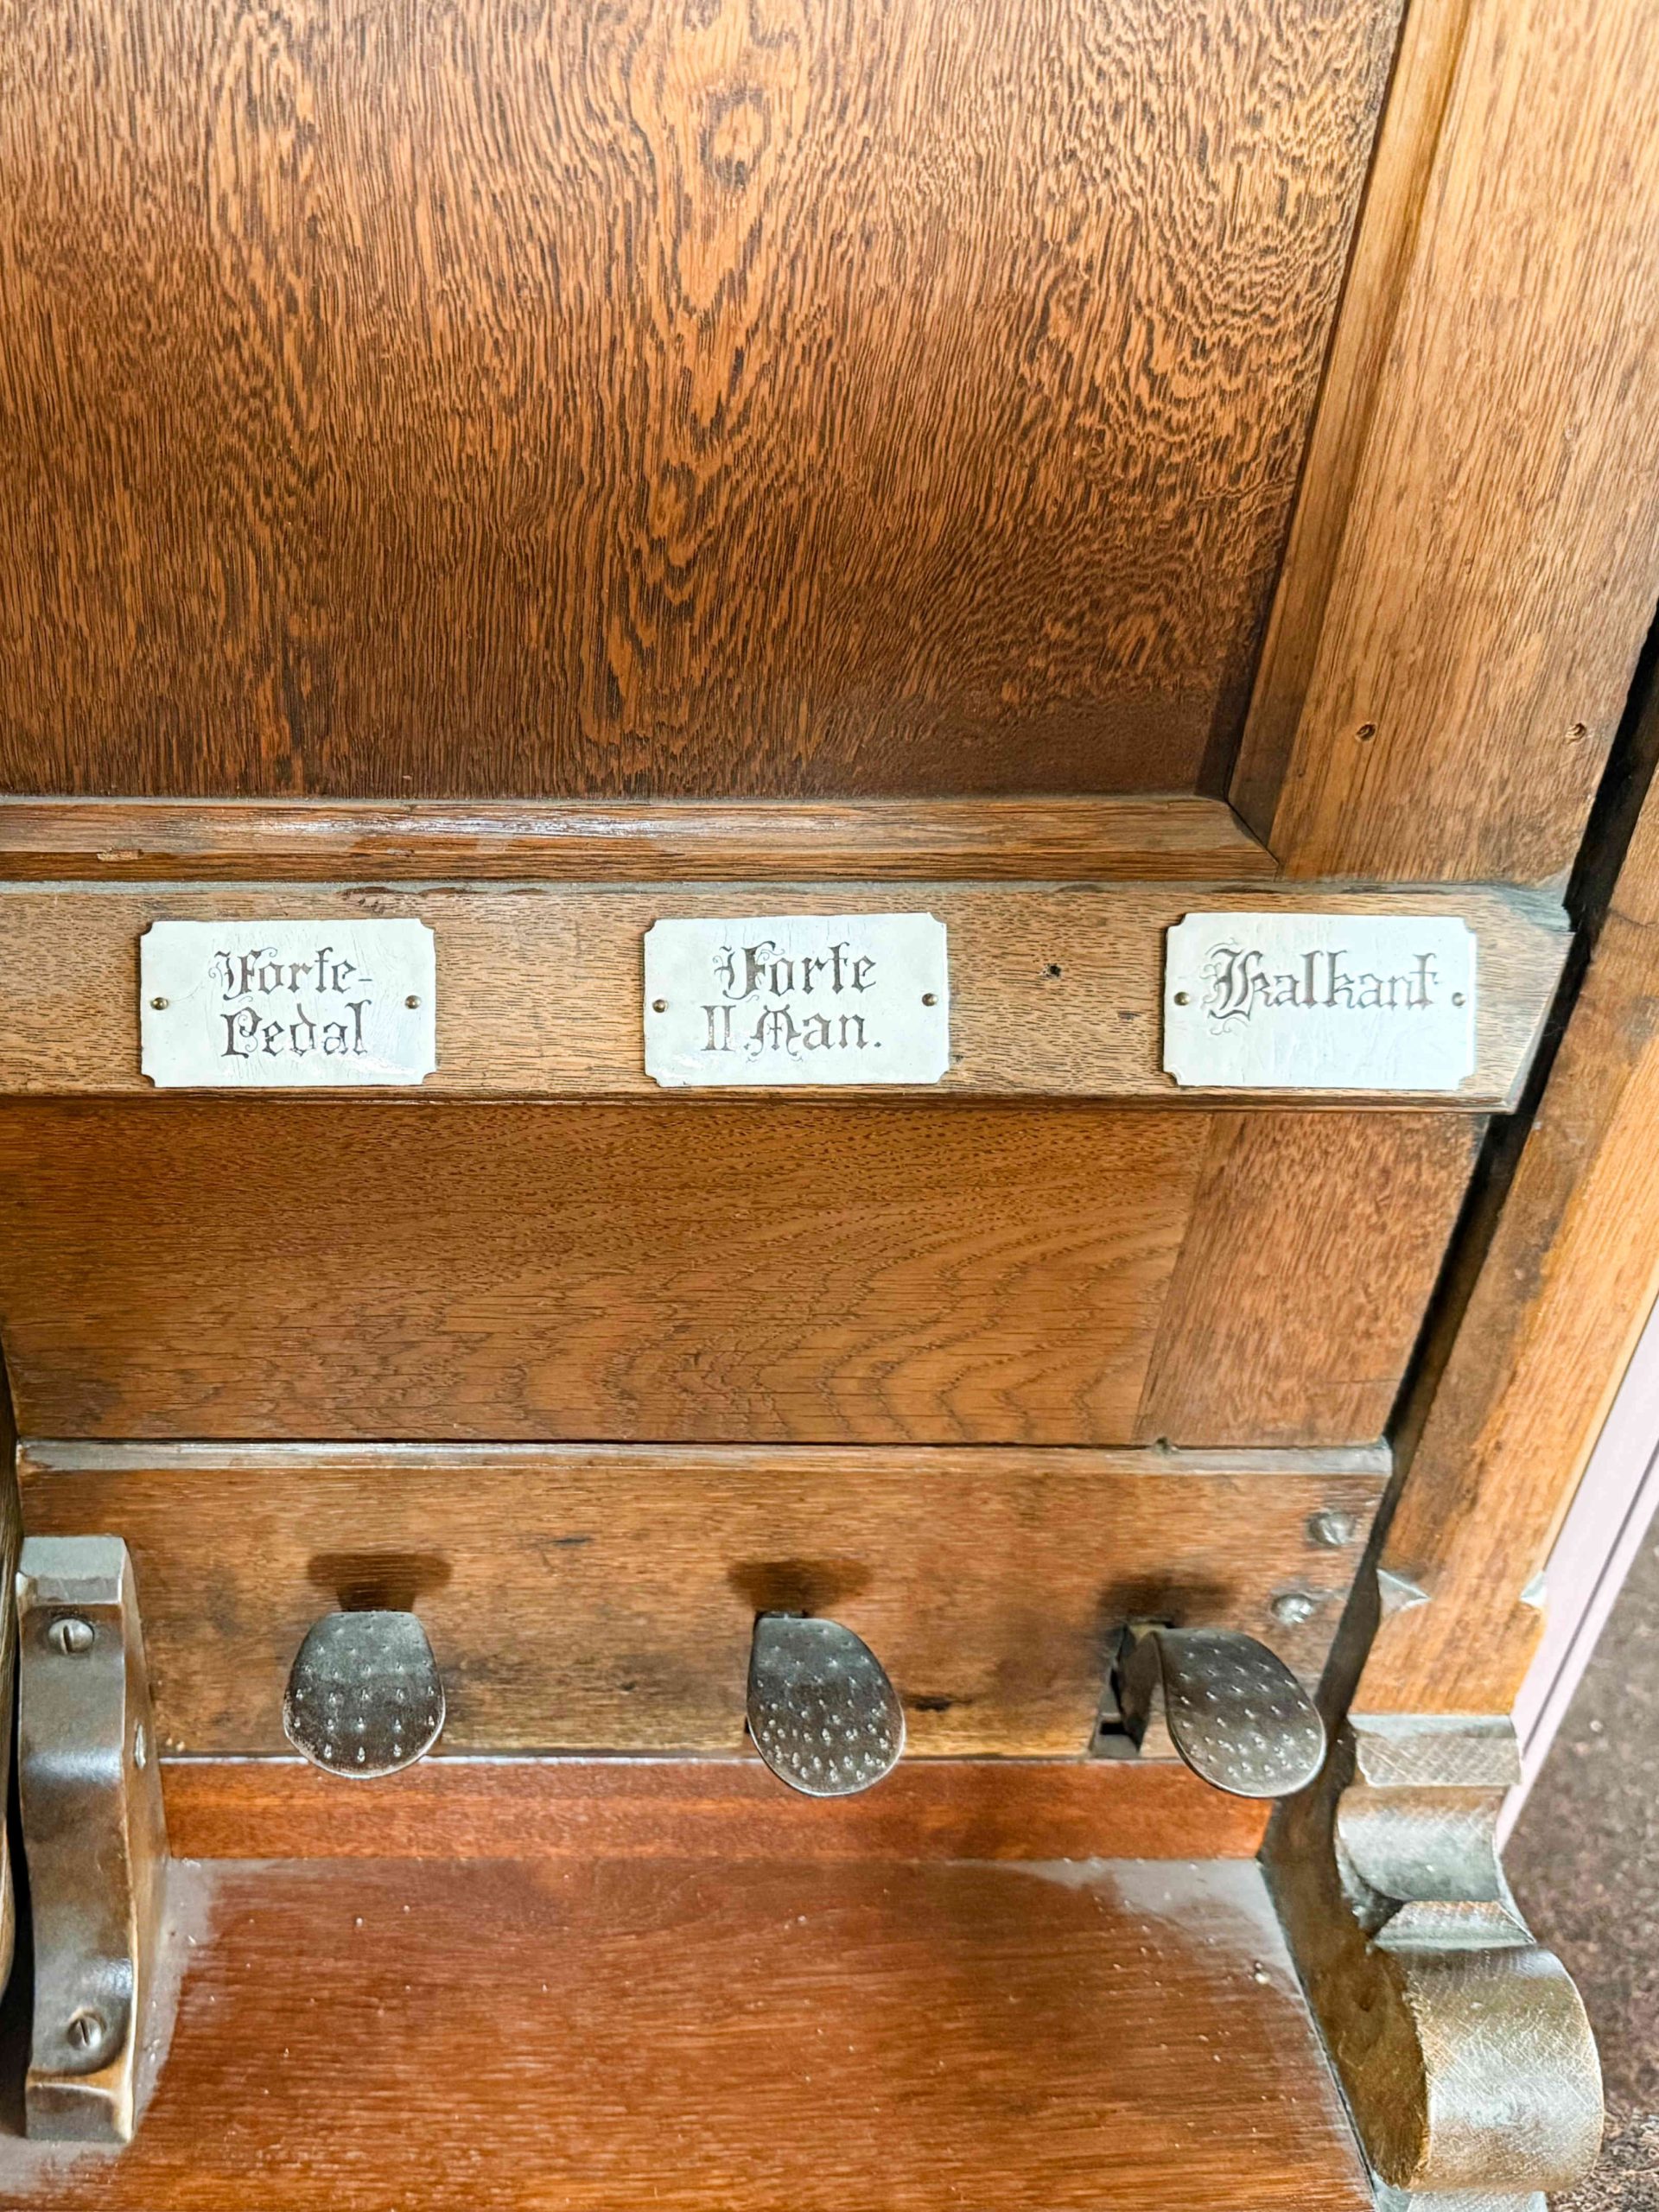 Forte-
Pedal
Forte
II. Man.
Kalkant